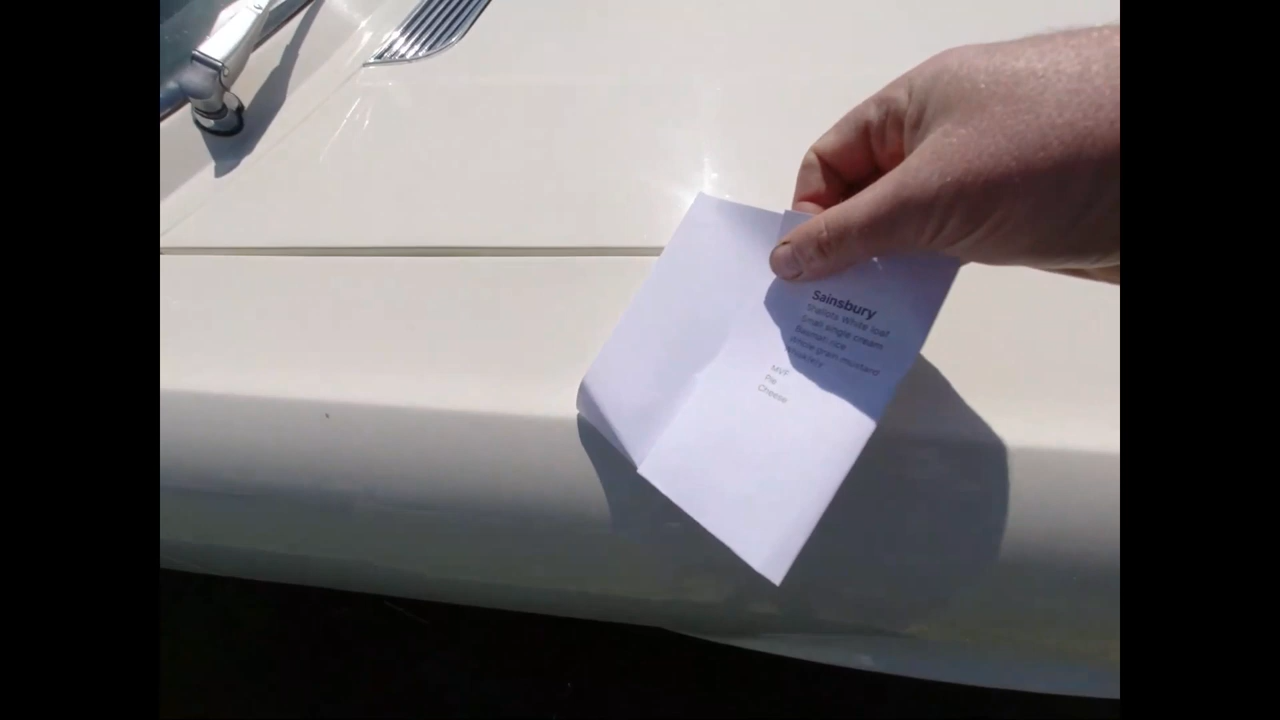 Sainsbury
Shallots White loaf
Small single cream
Basmati rice
Whole grain mustard
MVF
Pie
Cheese